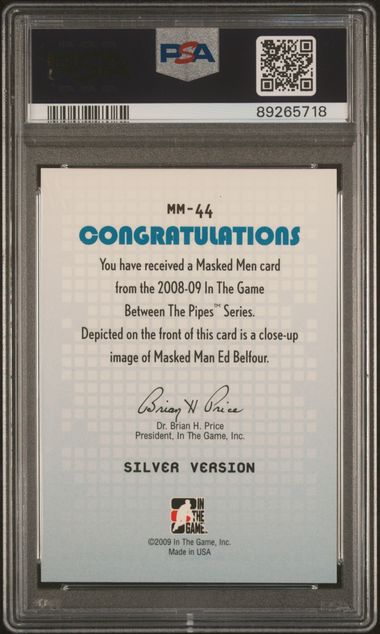 PSA
89265718
MM-44
CONGRATULATIONS
You have received a Masked Men card
from the 2008-09 In The Game
Between The Pipes™ Series.
Depicted on the front of this card is a close-up
image of Masked Man Ed Belfour.
Brian H Price
Dr. Brian H. Price
President, In The Game, Inc.
SILVER VERSION
IN
THE
GAME
©2009 In The Game, Inc.
Made in USA